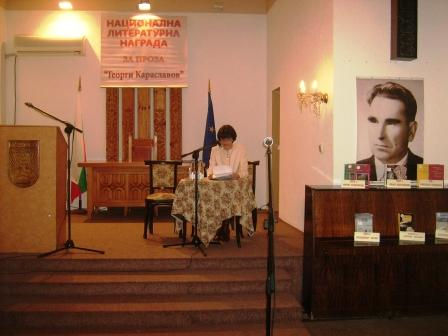 НАЦИОНАЛНА
ЛИТЕРАТУРНА
НАГРАДА
ЗА ПРОЗА
"Георги Караславов"